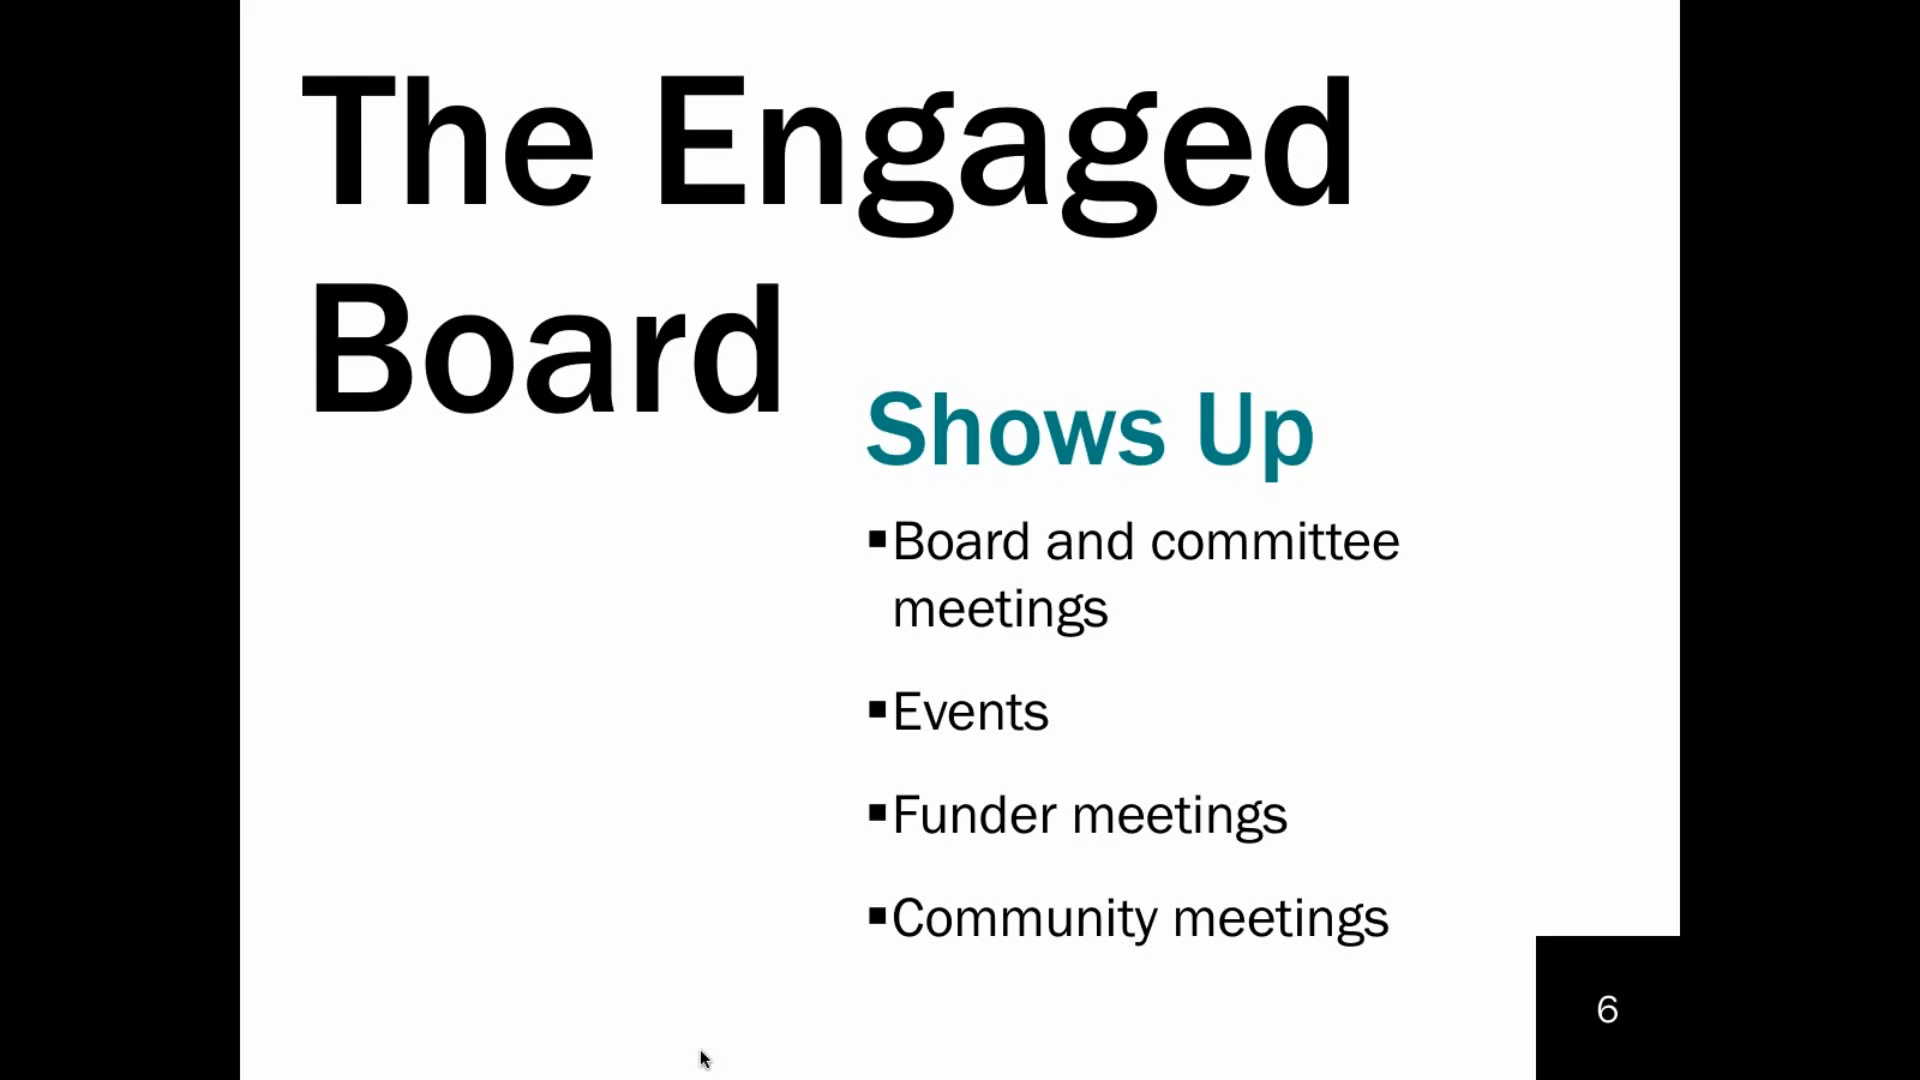 The Engaged
Board
Shows Up
▪Board and committee
meetings
▪Events
▪Funder meetings
▪Community meetings
6